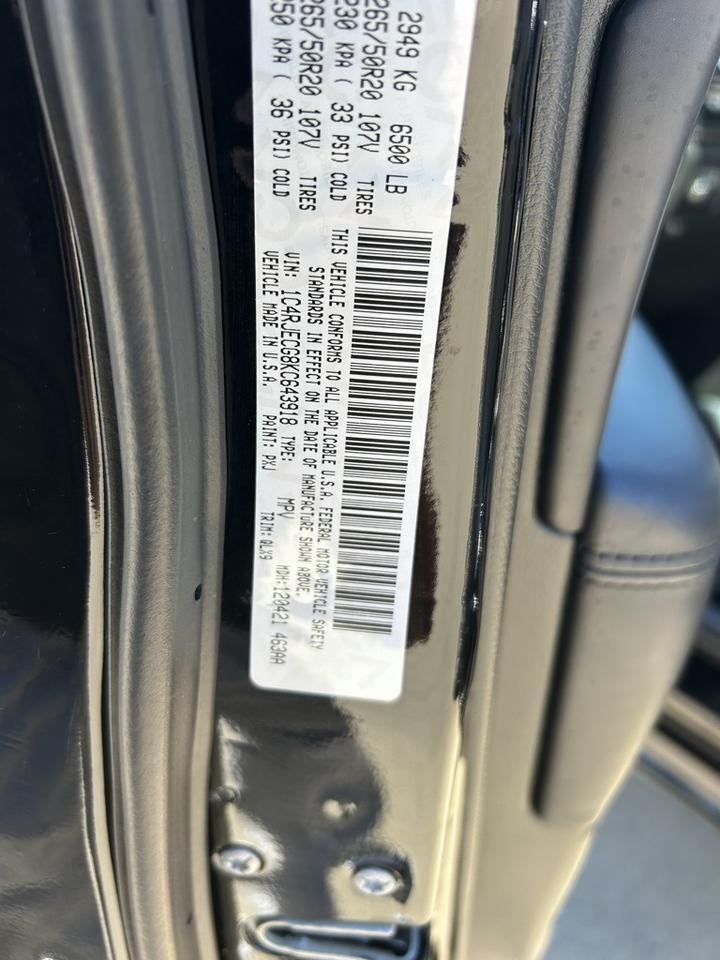 2949 KG 6500 LB
265/50R20 107V TIRES
230 KPA ( 33 PSI) COLD
265/50R20 107V TIRES
250 KPA ( 36 PSI) COLD
THIS VEHICLE CONFORMS TO ALL APPLICABLE U.S.A. FEDERAL MOTOR VEHICLE SAFETY
STANDARDS IN EFFECT ON THE DATE OF MANUFACTURE SHOWN ABOVE.
VIN: 1C4RJECG8KC643918 TYPE: MPV
VEHICLE MADE IN U.S.A. PAINT: PXJ TRIM: QLX9 MDH:120421 463AA